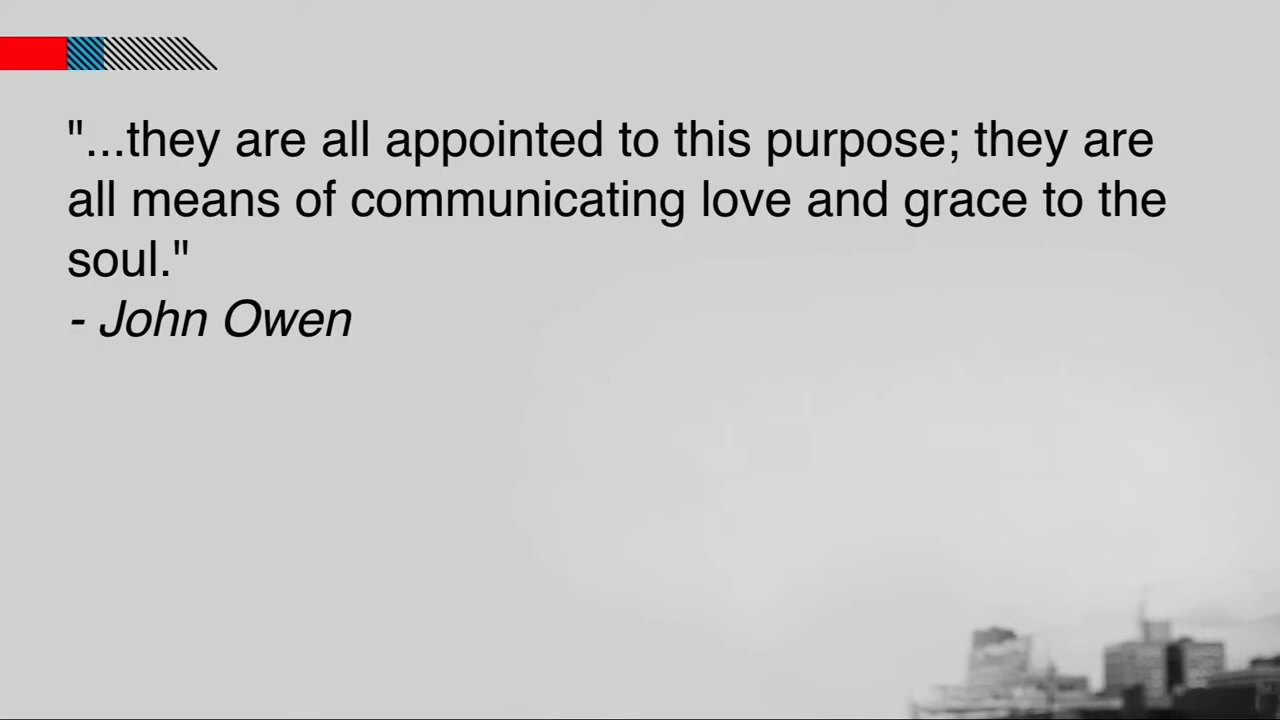 "...they are all appointed to this purpose; they are
all means of communicating love and grace to the
soul."
- John Owen